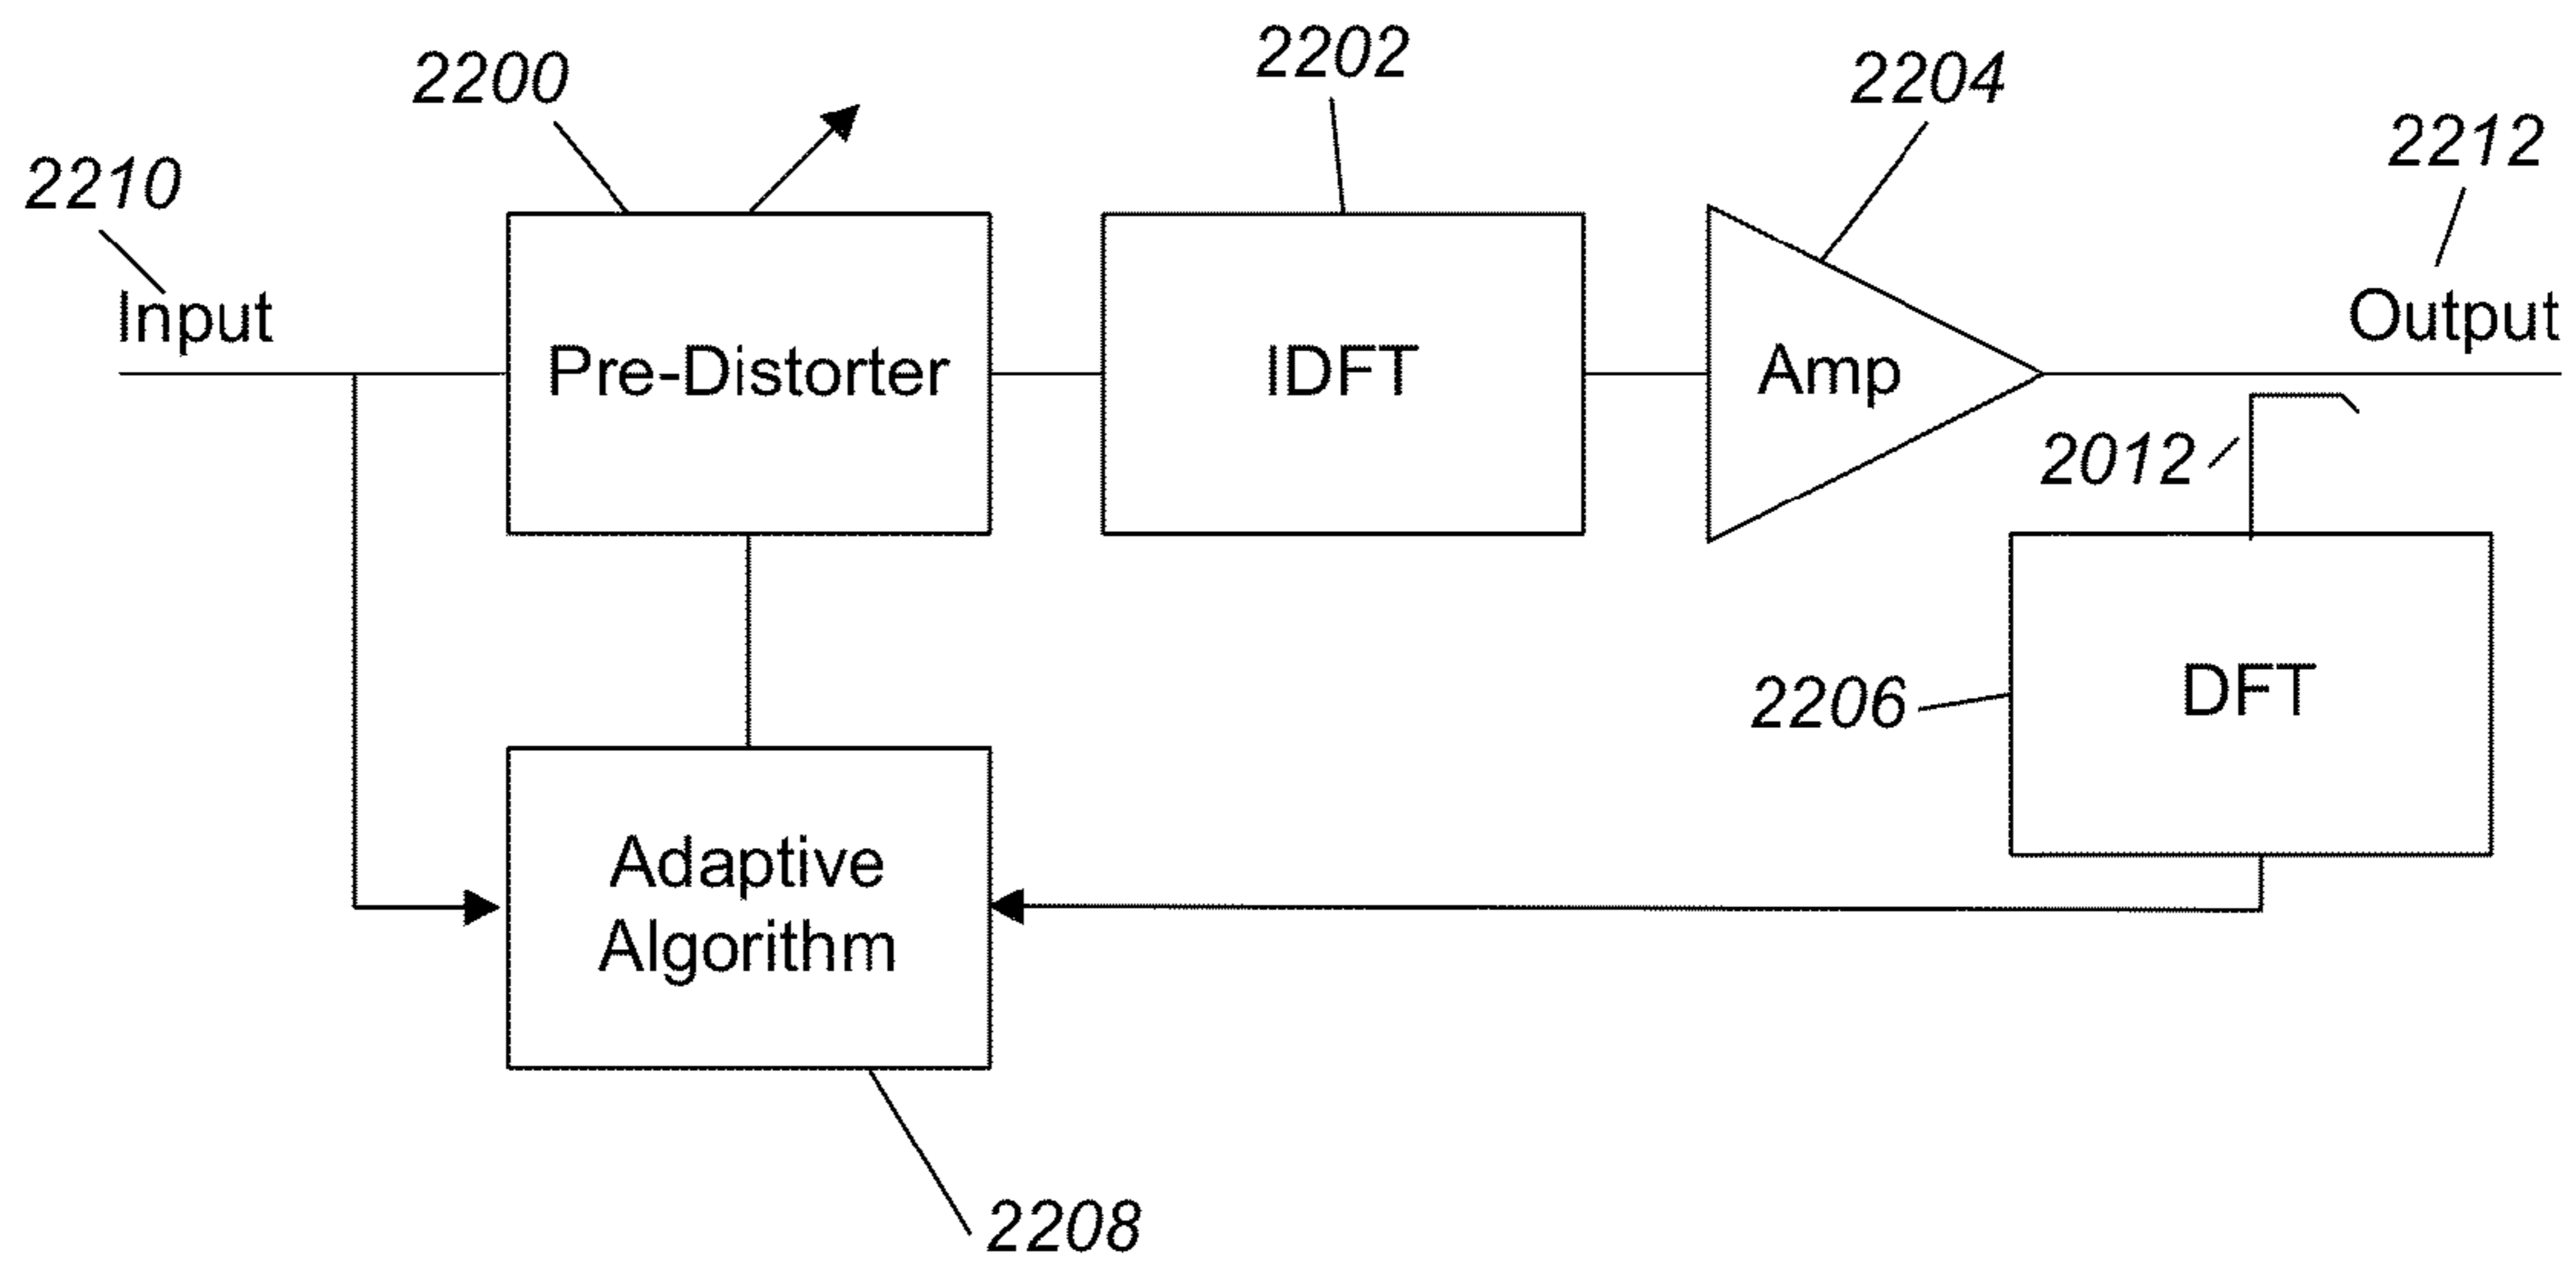 2202
2200
2204
2212
2210
Input
Output
Pre-Distorter
IDFT
Amp
2012
DFT
2206
Adaptive
Algorithm
2208